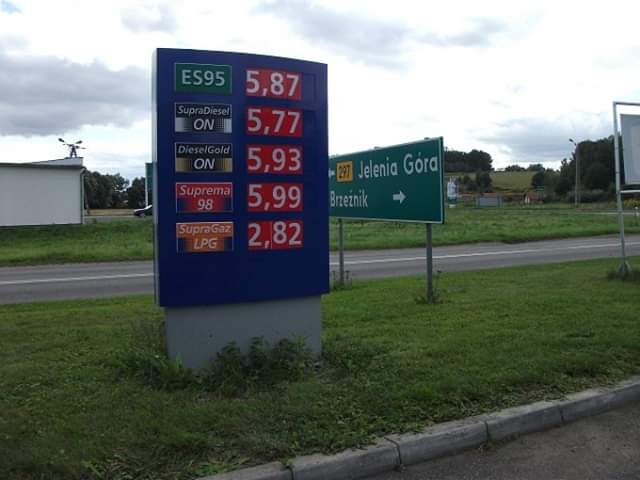 ES95 5,87
SupraDiesel
ON 5,77
DieselGold
ON 5,93
Suprema
98 5,99
SupraGaz
LPG 2,82
← 297 Jelenia Góra
Brzeźnik →